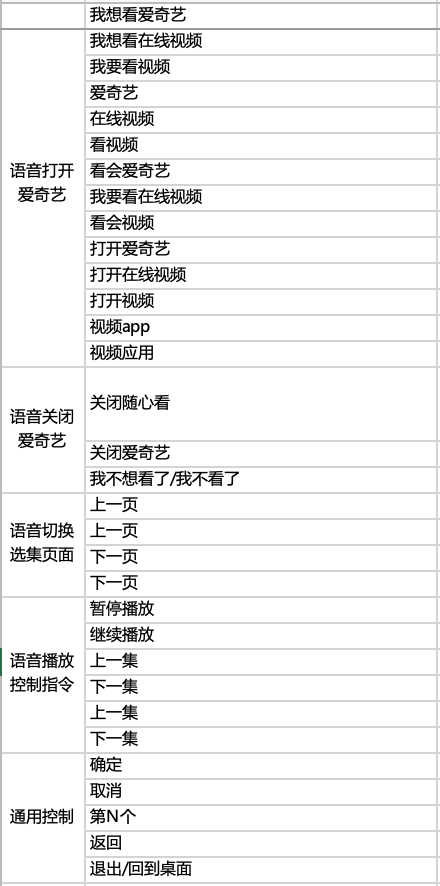 我想看爱奇艺
语音打开
爱奇艺
我想看在线视频
我要看视频
爱奇艺
在线视频
看视频
看会爱奇艺
我要看在线视频
看会视频
打开爱奇艺
打开在线视频
打开视频
视频app
视频应用
语音关闭
爱奇艺
关闭随心看
关闭爱奇艺
我不想看了/我不看了
语音切换
选集页面
上一页
上一页
下一页
下一页
语音播放
控制指令
暂停播放
继续播放
上一集
下一集
上一集
下一集
通用控制
确定
取消
第N个
返回
退出/回到桌面